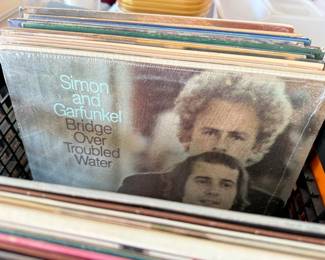 Simon
and
Garfunkel
Bridge
Over
Troubled
Water